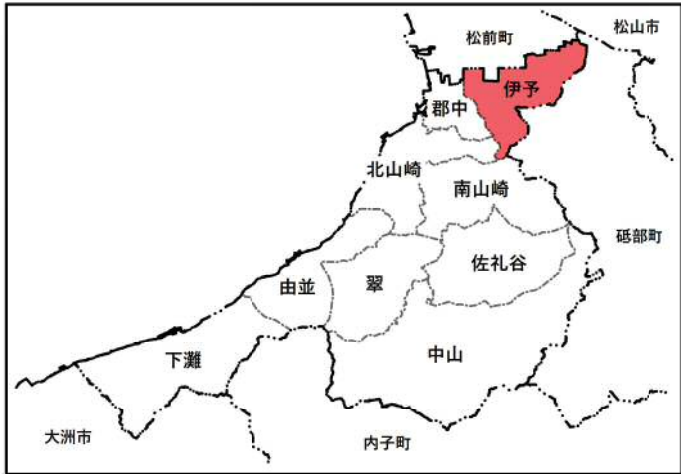 松山市
松前町
伊予
郡中
北山崎
南山崎
砥部町
佐礼谷
翠
由並
中山
下灘
大洲市
内子町